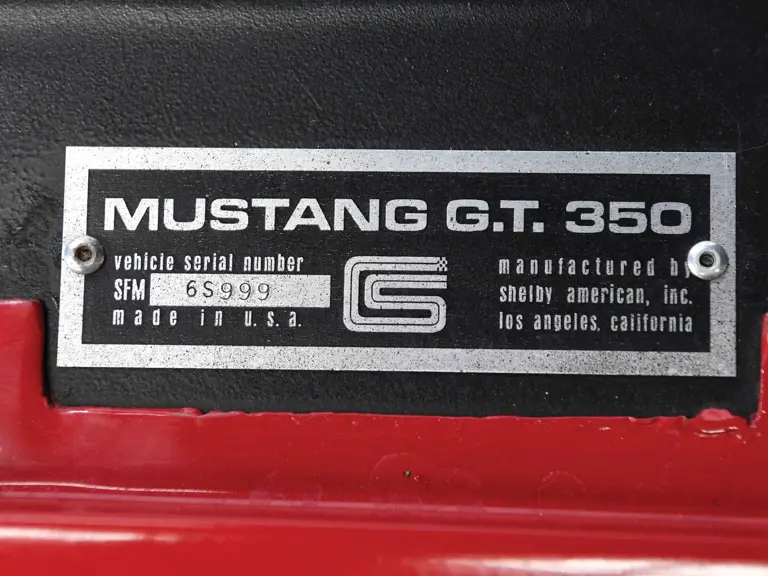 MUSTANG G.T. 350
vehicle serial number
SFM 6S999
made in u.s.a.
manufactured by
shelby american, inc.
los angeles, california